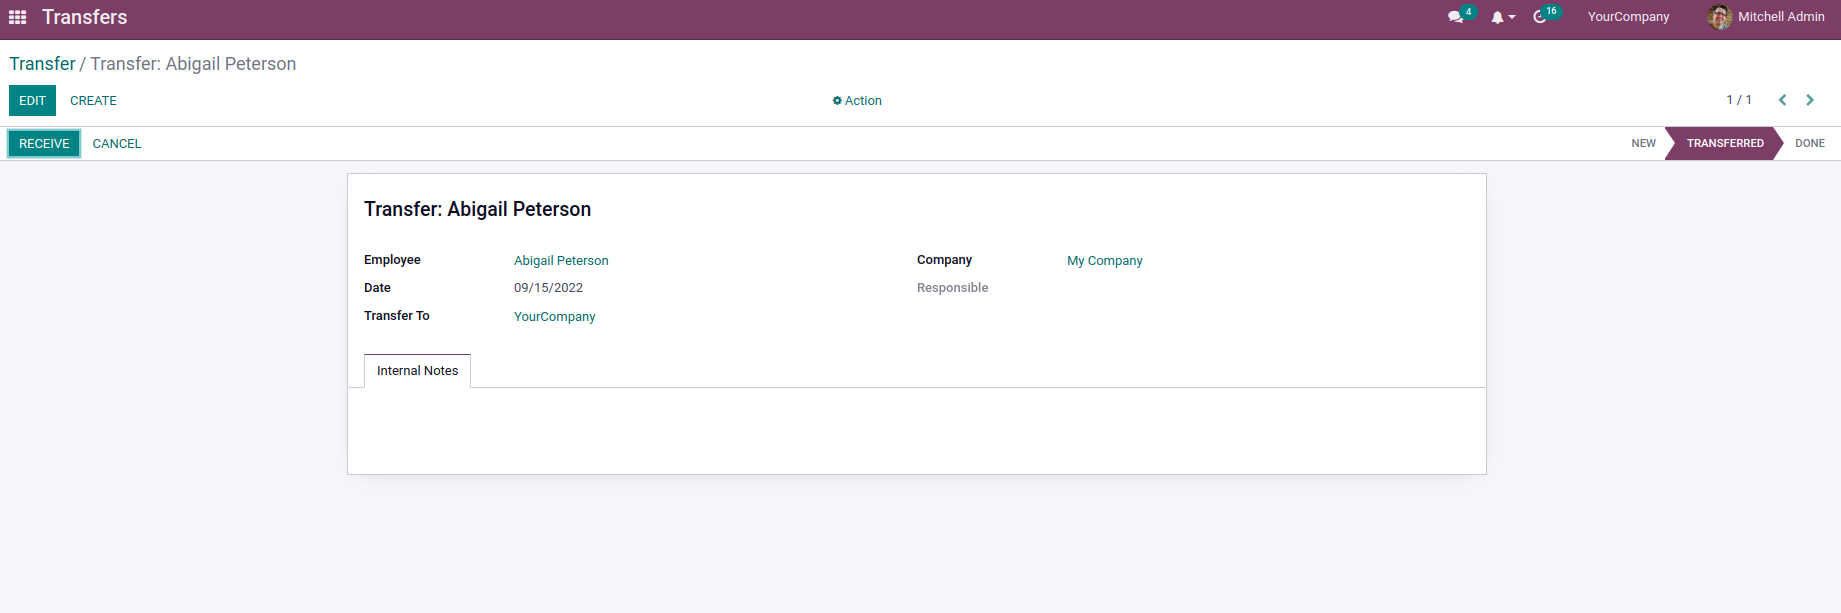 Transfers 4 16 YourCompany Mitchell Admin
Transfer / Transfer: Abigail Peterson
EDIT CREATE Action 1 / 1
RECEIVE CANCEL NEW TRANSFERRED DONE
Transfer: Abigail Peterson
Employee Abigail Peterson Company My Company
Date 09/15/2022 Responsible
Transfer To YourCompany
Internal Notes